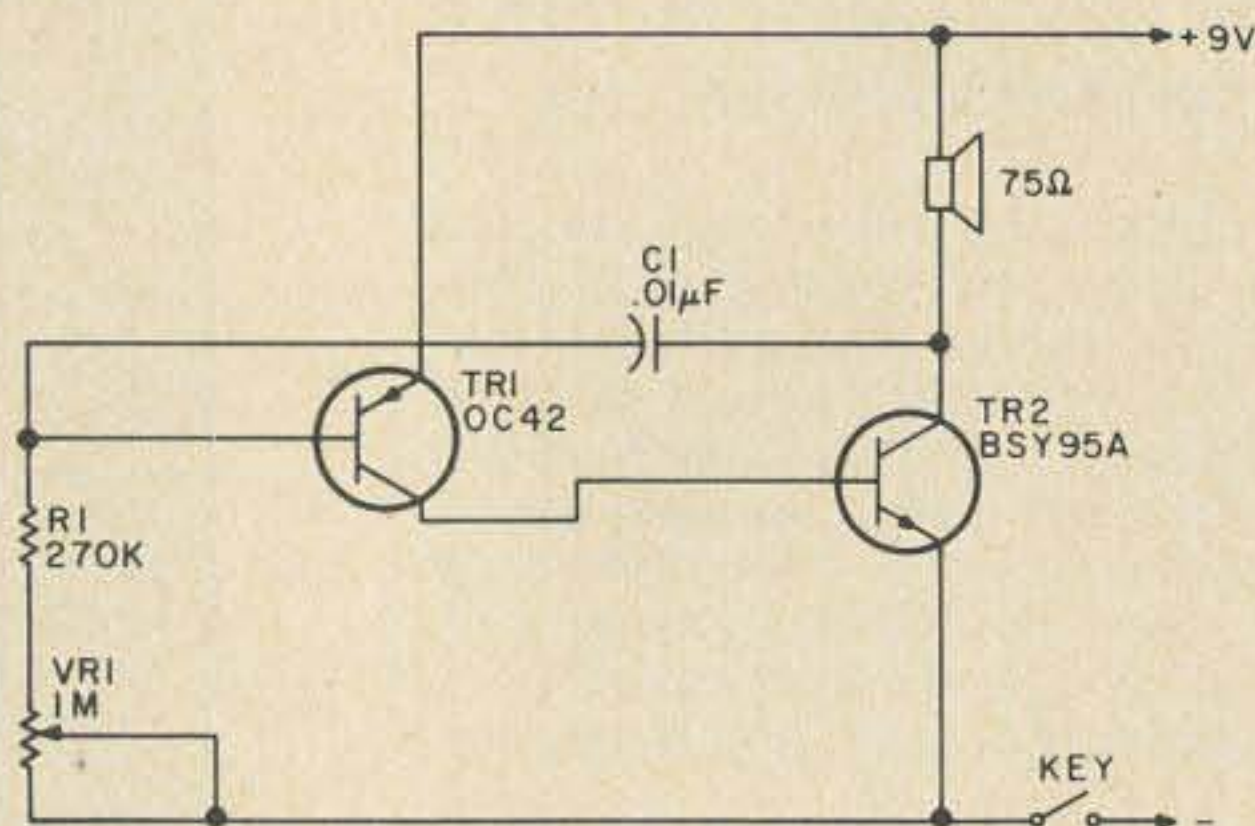 +9V
75Ω
C1
.01μF
TR1
OC42
TR2
BSY95A
R1
270K
VR1
1M
KEY
-